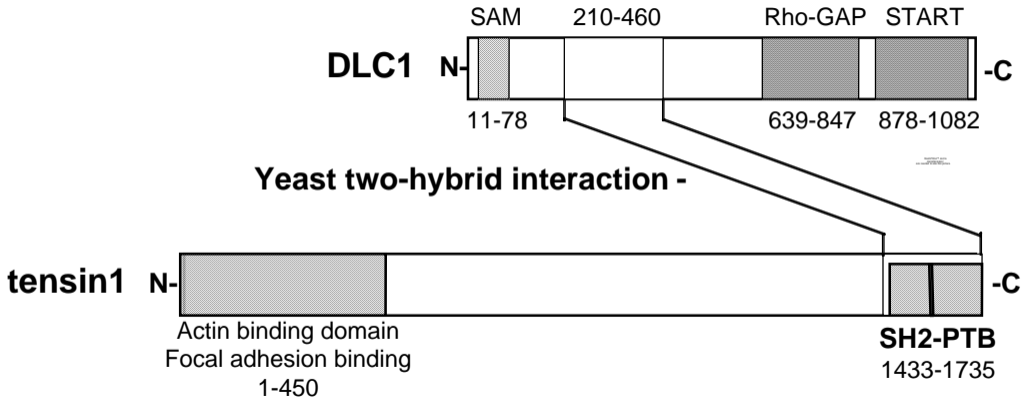 SAM 210-460 Rho-GAP START
DLC1 N- -C
11-78 639-847 878-1082
Yeast two-hybrid interaction -
tensin1 N- -C
Actin binding domain
Focal adhesion binding
1-450
SH2-PTB
1433-1735